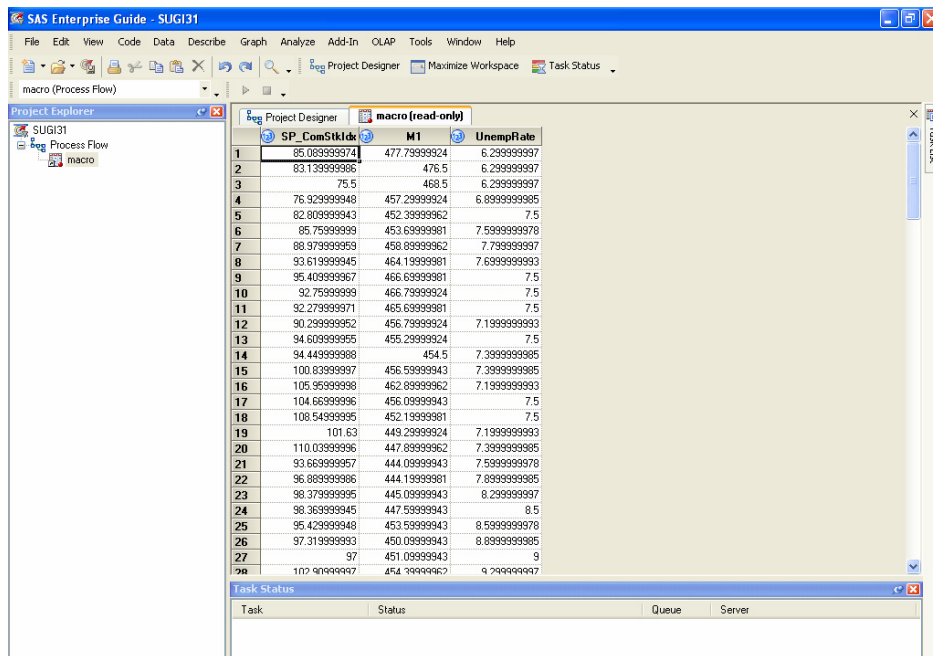 SAS Enterprise Guide - SUGI31
File Edit View Code Data Describe Graph Analyze Add-In OLAP Tools Window Help
Project Designer Maximize Workspace Task Status
macro (Process Flow)
Project Explorer
SUGI31
Process Flow
macro
Project Designer macro (read-only)
SP_ComStkIdx M1 UnempRate
1 85.089999974 477.79999924 6.299999997
2 83.139999986 476.5 6.299999997
3 75.5 468.5 6.299999997
4 76.929999948 457.29999924 6.8999999985
5 82.809999943 452.39999962 7.5
6 85.75999999 453.69999981 7.5999999978
7 88.979999959 458.89999962 7.799999997
8 93.619999945 464.19999981 7.6999999993
9 95.409999967 466.69999981 7.5
10 92.75999999 466.79999924 7.5
11 92.279999971 465.69999981 7.5
12 90.299999952 456.79999924 7.1999999993
13 94.609999955 455.29999924 7.5
14 94.449999988 454.5 7.3999999985
15 100.83999997 456.59999943 7.3999999985
16 105.95999998 462.89999962 7.1999999993
17 104.66999996 456.09999943 7.5
18 108.54999995 452.19999981 7.5
19 101.63 449.29999924 7.1999999993
20 110.03999996 447.89999962 7.3999999985
21 93.669999957 444.09999943 7.5999999978
22 96.889999986 444.19999981 7.8999999985
23 98.379999995 445.09999943 8.299999997
24 98.369999945 447.59999943 8.5
25 95.429999948 453.59999943 8.5999999978
26 97.319999993 450.09999943 8.8999999985
27 97 451.09999943 9
28 102.90999997 454.39999962 9.299999997
Task Status
Task Status Queue Server